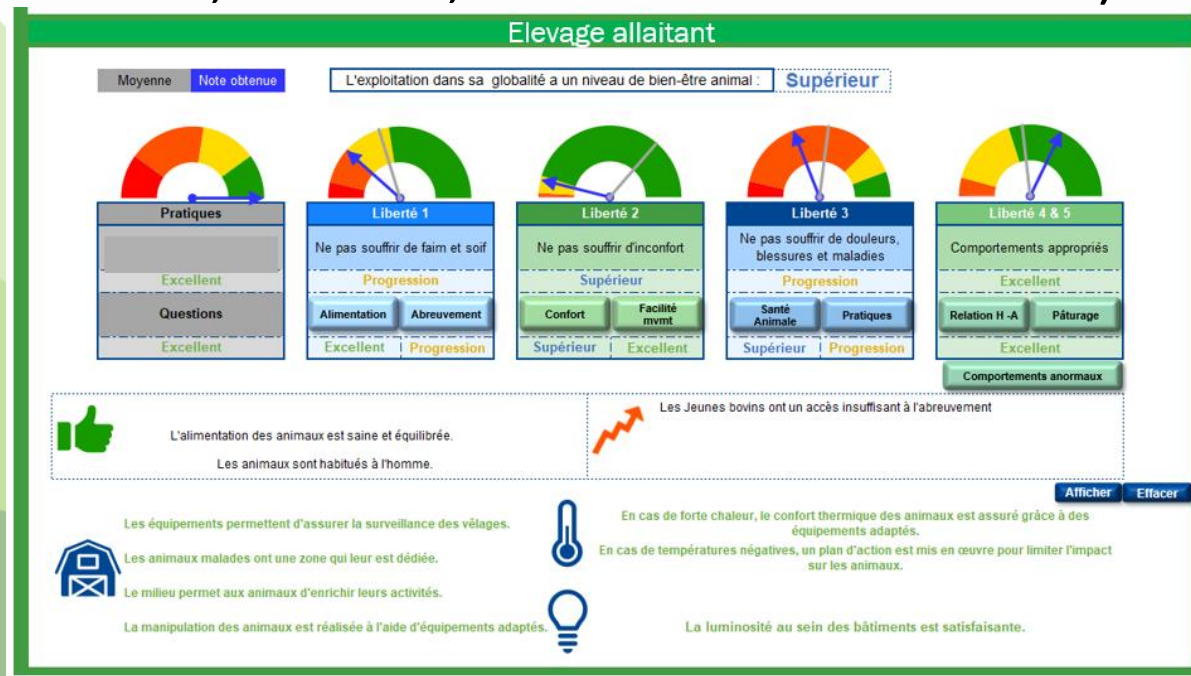 Elevage allaitant
Moyenne
Note obtenue
L'exploitation dans sa globalité a un niveau de bien-être animal :
Supérieur
Pratiques
Excellent
Questions
Excellent
Liberté 1
Ne pas souffrir de faim et soif
Progression
Alimentation
Abreuvement
Excellent
Progression
Liberté 2
Ne pas souffrir d'inconfort
Supérieur
Confort
Facilité
mvmt
Supérieur
Excellent
Liberté 3
Ne pas souffrir de douleurs,
blessures et maladies
Progression
Santé
Animale
Pratiques
Supérieur
Progression
Liberté 4 & 5
Comportements appropriés
Excellent
Relation H -A
Pâturage
Excellent
Comportements anormaux
L'alimentation des animaux est saine et équilibrée.
Les animaux sont habitués à l'homme.
Les Jeunes bovins ont un accès insuffisant à l'abreuvement
Afficher
Effacer
Les équipements permettent d'assurer la surveillance des vêlages.
Les animaux malades ont une zone qui leur est dédiée.
Le milieu permet aux animaux d'enrichir leurs activités.
La manipulation des animaux est réalisée à l'aide d'équipements adaptés.
En cas de forte chaleur, le confort thermique des animaux est assuré grâce à des
équipements adaptés.
En cas de températures négatives, un plan d'action est mis en œuvre pour limiter l'impact
sur les animaux.
La luminosité au sein des bâtiments est satisfaisante.